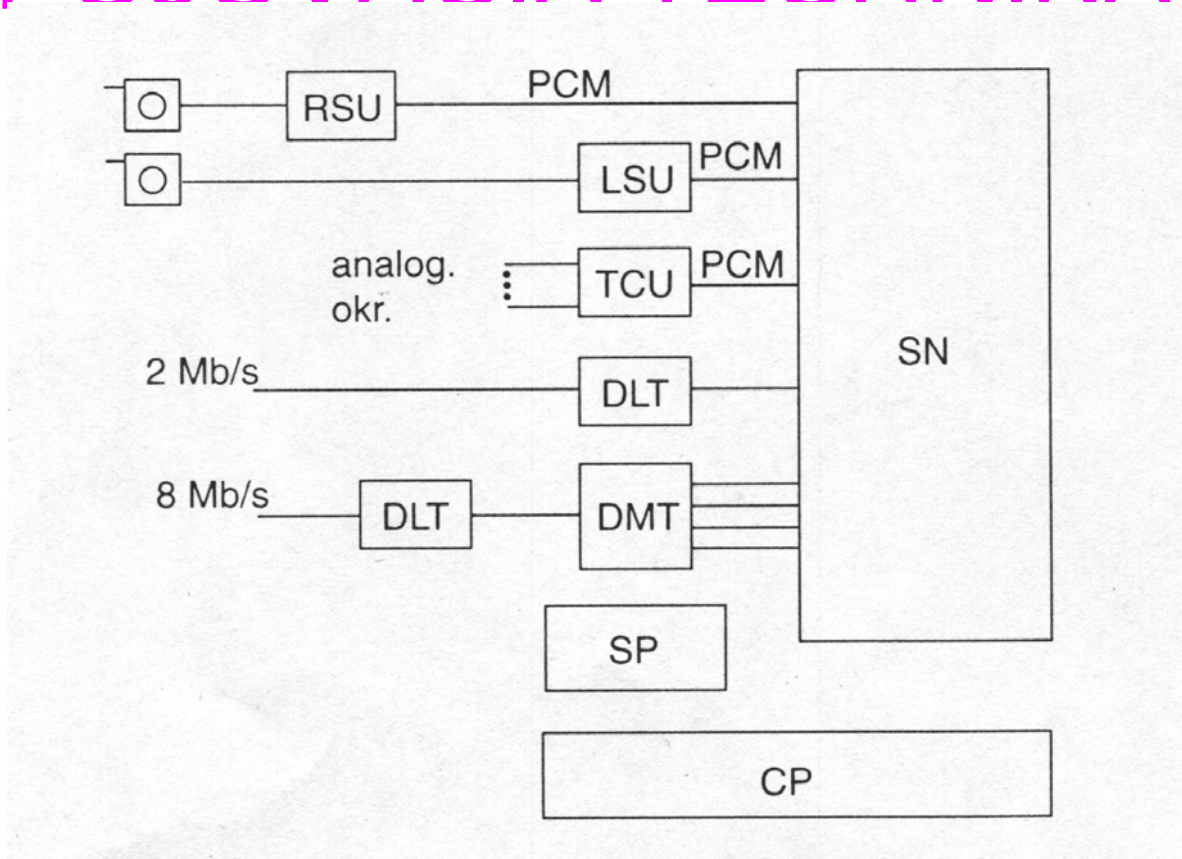 PCM
RSU
PCM
LSU
PCM
analog.
okr.
TCU
SN
2 Mb/s
DLT
8 Mb/s
DLT
DMT
SP
CP